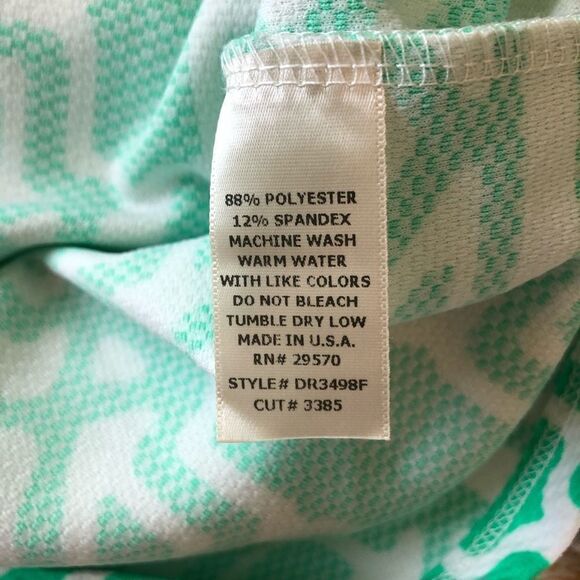 88% POLYESTER
12% SPANDEX
MACHINE WASH
WARM WATER
WITH LIKE COLORS
DO NOT BLEACH
TUMBLE DRY LOW
MADE IN U.S.A.
RN# 29570
STYLE# DR3498F
CUT# 3385